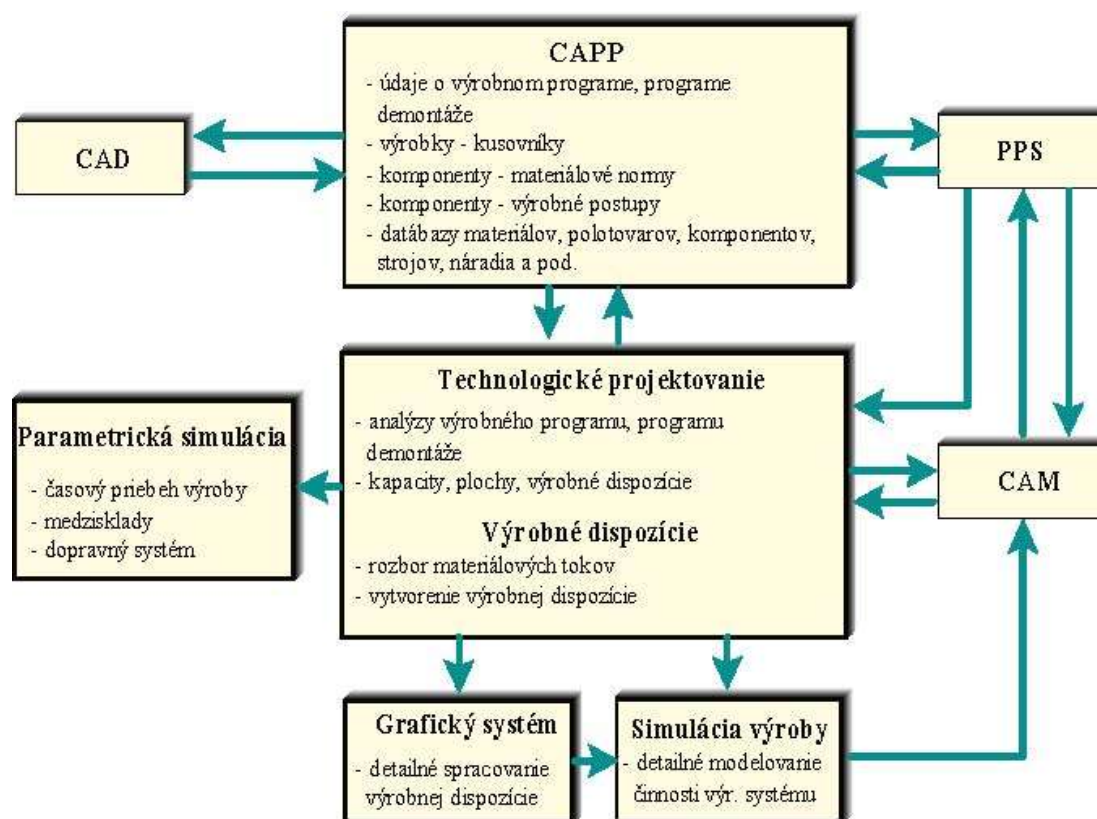 CAPP
- údaje o výrobnom programe, programe
demontáže
- výrobky - kusovníky
- komponenty - materiálové normy
- komponenty - výrobné postupy
- databázy materiálov, polotovarov, komponentov,
strojov, náradia a pod.
CAD
PPS
Technologické projektovanie
- analýzy výrobného programu, programu
demontáže
- kapacity, plochy, výrobné dispozície
Výrobné dispozície
- rozbor materiálových tokov
- vytvorenie výrobnej dispozície
Parametrická simulácia
- časový priebeh výroby
- medzisklady
- dopravný systém
CAM
Grafický systém
- detailné spracovanie
výrobnej dispozície
Simulácia výroby
- detailné modelovanie
činnosti výr. systému